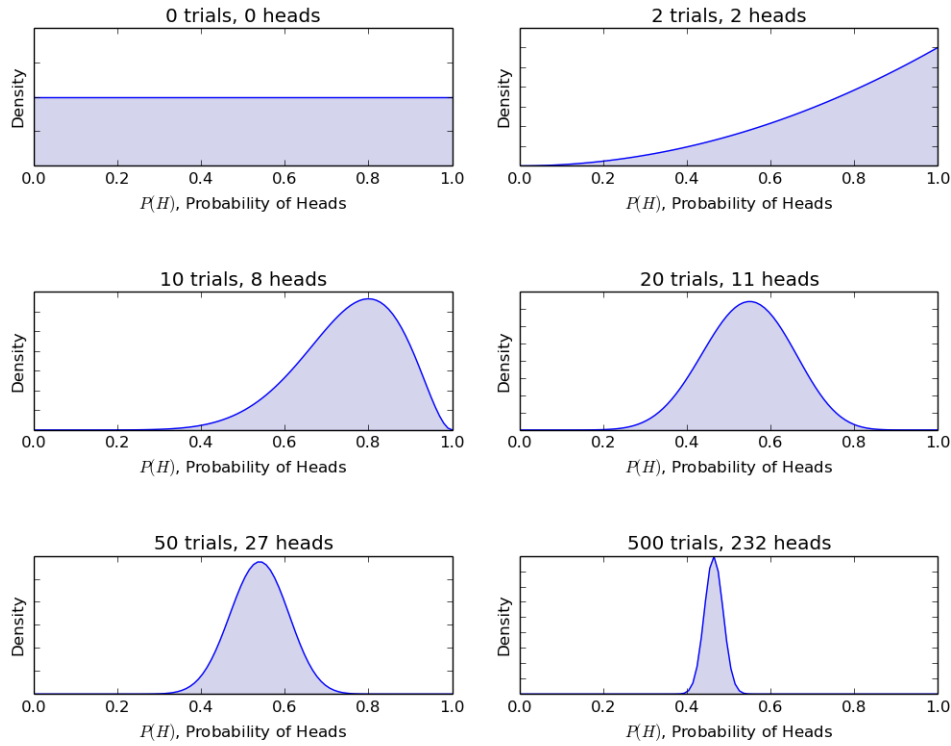 0 trials, 0 heads
Density
0.0 0.2 0.4 0.6 0.8 1.0
P(H), Probability of Heads
2 trials, 2 heads
Density
0.0 0.2 0.4 0.6 0.8 1.0
P(H), Probability of Heads
10 trials, 8 heads
Density
0.0 0.2 0.4 0.6 0.8 1.0
P(H), Probability of Heads
20 trials, 11 heads
Density
0.0 0.2 0.4 0.6 0.8 1.0
P(H), Probability of Heads
50 trials, 27 heads
Density
0.0 0.2 0.4 0.6 0.8 1.0
P(H), Probability of Heads
500 trials, 232 heads
Density
0.0 0.2 0.4 0.6 0.8 1.0
P(H), Probability of Heads